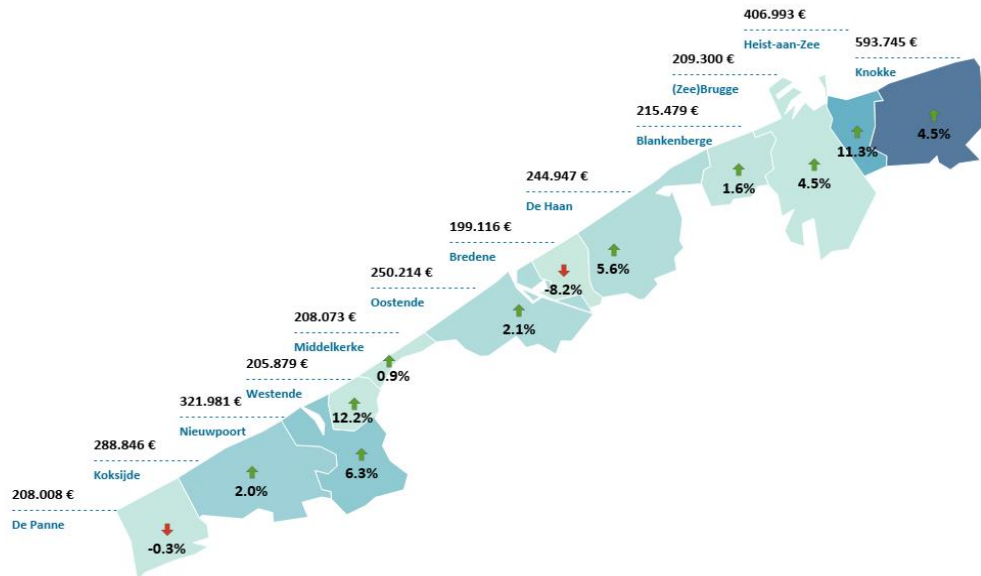 406.993 €
Heist-aan-Zee
593.745 €
Knokke
209.300 €
(Zee)Brugge
215.479 €
Blankenberge
4.5%
11.3%
1.6%
4.5%
244.947 €
De Haan
199.116 €
Bredene
5.6%
-8.2%
250.214 €
Oostende
2.1%
208.073 €
Middelkerke
0.9%
205.879 €
Westende
12.2%
321.981 €
Nieuwpoort
6.3%
288.846 €
Koksijde
2.0%
208.008 €
De Panne
-0.3%